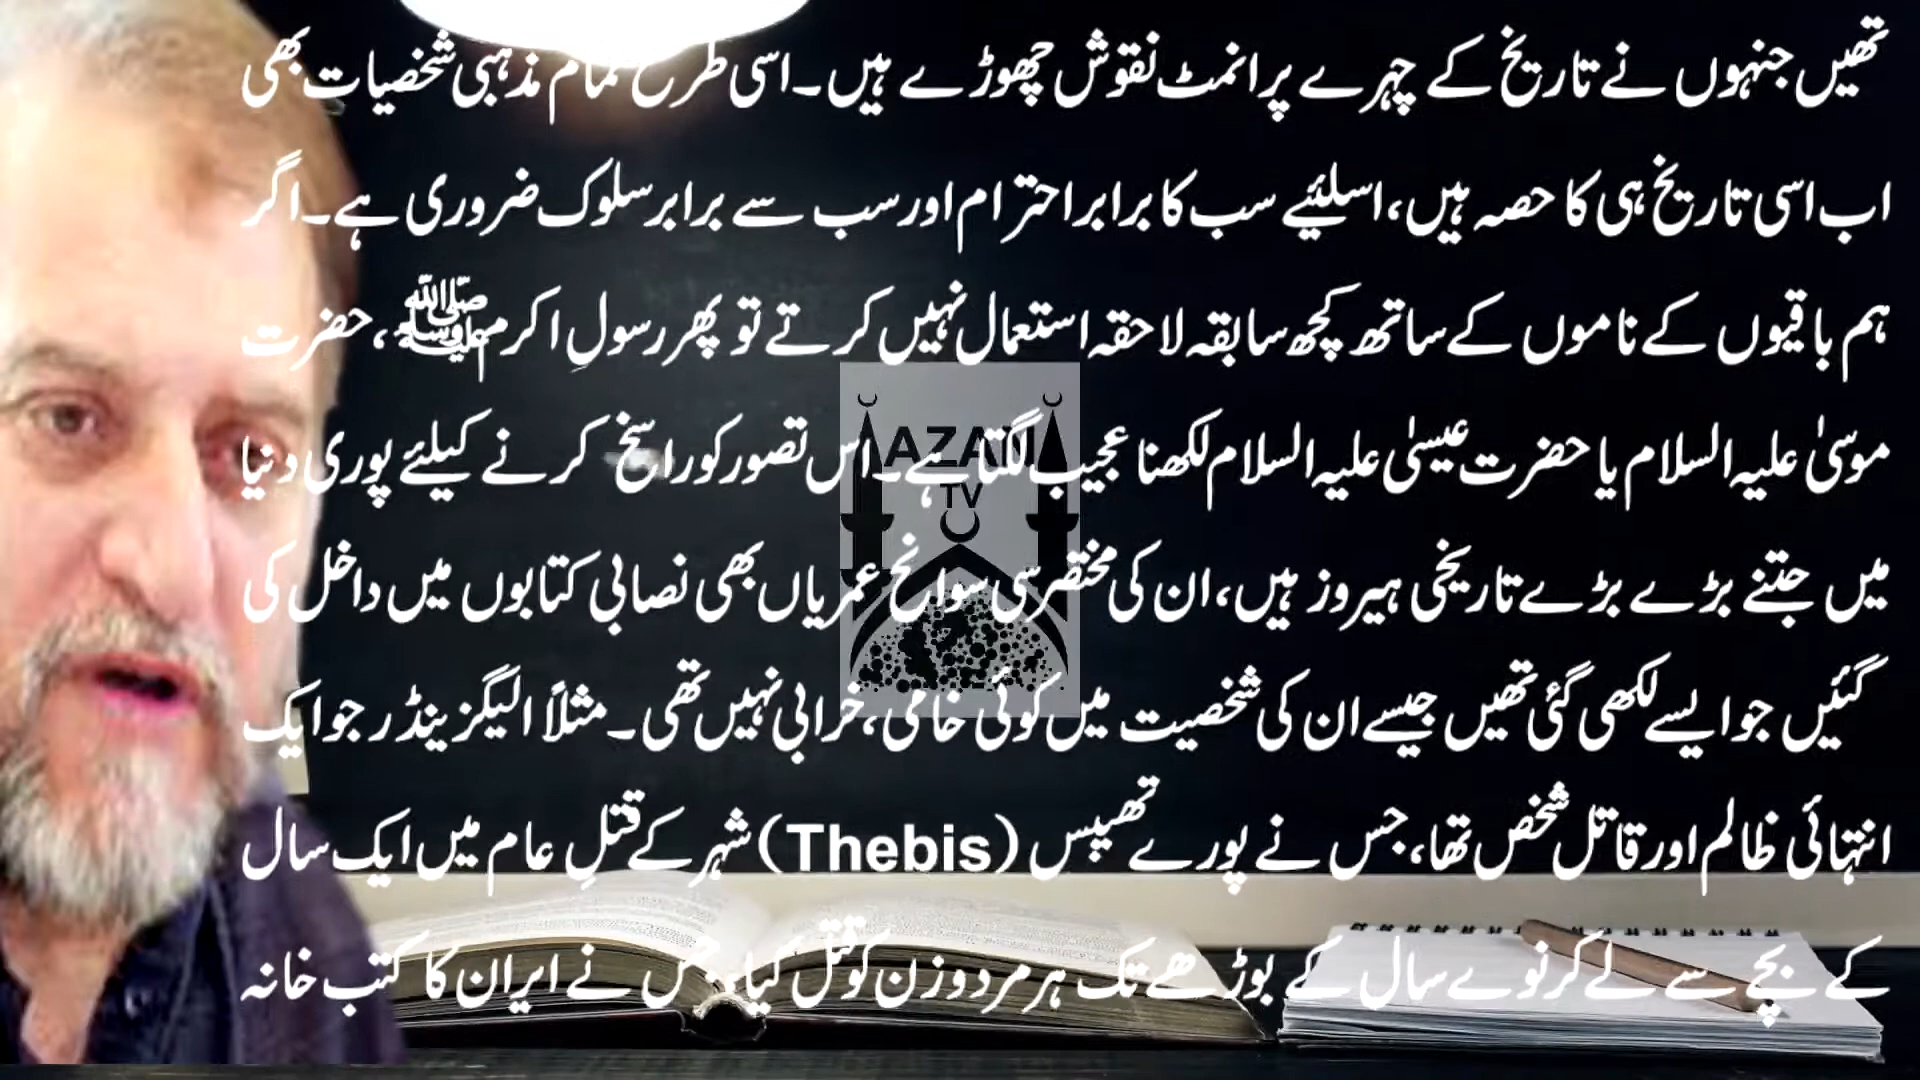 تھیں جنہوں نے تاریخ کے چہرے پر انمٹ نقوش چھوڑے ہیں۔ اسی طرح تمام مذہبی شخصیات بھی
اب اسی تاریخ ہی کا حصہ ہیں، اسلئیے سب کا برابر احترام اور سب سے برابر سلوک ضروری ہے۔ اگر
ہم باقیوں کے ناموں کے ساتھ کچھ سابقہ لاحقہ استعمال نہیں کرتے تو پھر رسولِ اکرم ﷺ، حضرت
موسیٰ علیہ السلام یا حضرت عیسیٰ علیہ السلام لکھنا عجیب لگتا ہے۔ اس تصور کو راسخ کرنے کیلئے پوری دنیا
میں جتنے بڑے بڑے تاریخی ہیروز ہیں، ان کی مختصر سی سوانح عمریاں بھی نصابی کتابوں میں داخل کی
گئیں جو ایسے لکھی گئی تھیں جیسے ان کی شخصیت میں کوئی خامی، خرابی نہیں تھی۔ مثلاً الیگزینڈر جو ایک
انتہائی ظالم اور قاتل شخص تھا، جس نے پورے تھیبس (Thebis) شہر کے قتلِ عام میں ایک سال
کے بچے سے لے کر نوے سال کے بوڑھے تک ہر مرد و زن کو قتل کیا، جس نے ایران کا کتب خانہ
AZAN
TV